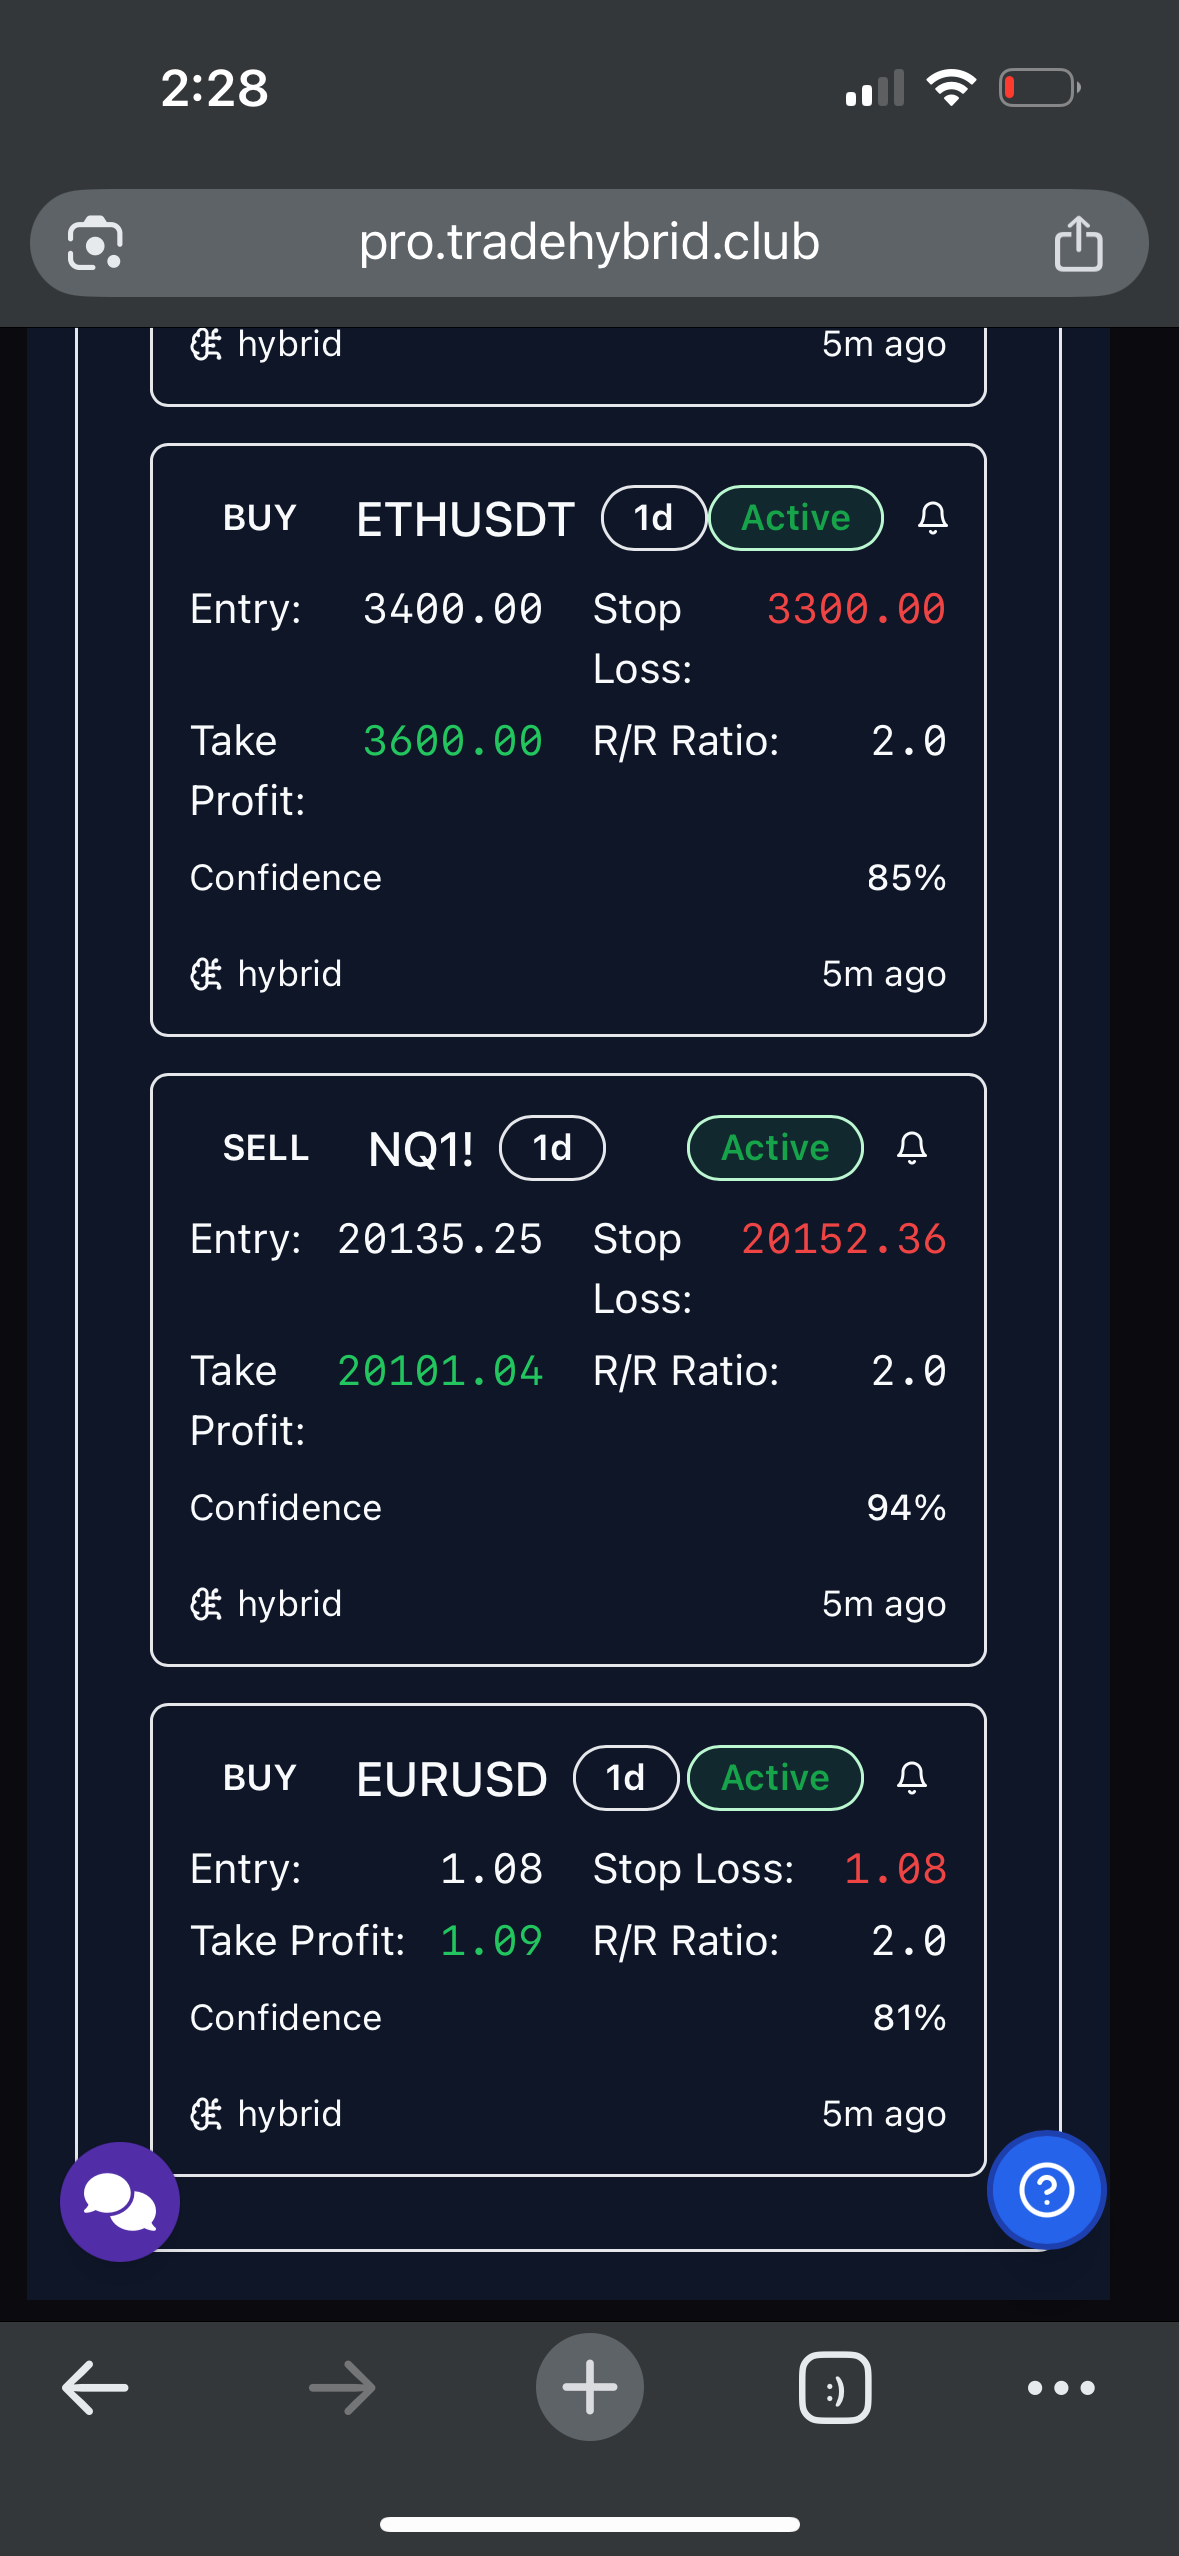 2:28
pro.tradehybrid.club
hybrid 5m ago
BUY ETHUSDT 1d Active
Entry: 3400.00 Stop Loss: 3300.00
Take Profit: 3600.00 R/R Ratio: 2.0
Confidence 85%
hybrid 5m ago
SELL NQ1! 1d Active
Entry: 20135.25 Stop Loss: 20152.36
Take Profit: 20101.04 R/R Ratio: 2.0
Confidence 94%
hybrid 5m ago
BUY EURUSD 1d Active
Entry: 1.08 Stop Loss: 1.08
Take Profit: 1.09 R/R Ratio: 2.0
Confidence 81%
hybrid 5m ago
:)